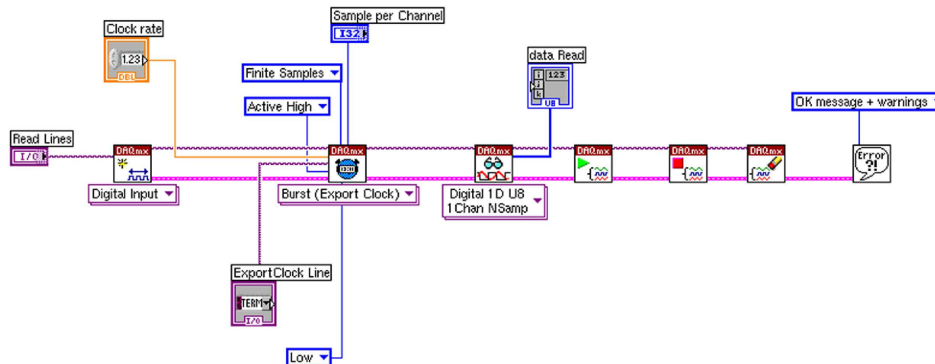 Sample per Channel
I32
Clock rate
1.23
DBL
data Read
i
j
k
123
U8
Finite Samples
Active High
OK message + warnings
Read Lines
I/O
DAQmx
DAQmx
DAQmx
DAQmx
DAQmx
DAQmx
Error
?!
Digital Input
Burst (Export Clock)
Digital 1D U8
1Chan NSamp
ExportClock Line
TERM
I/O
Low